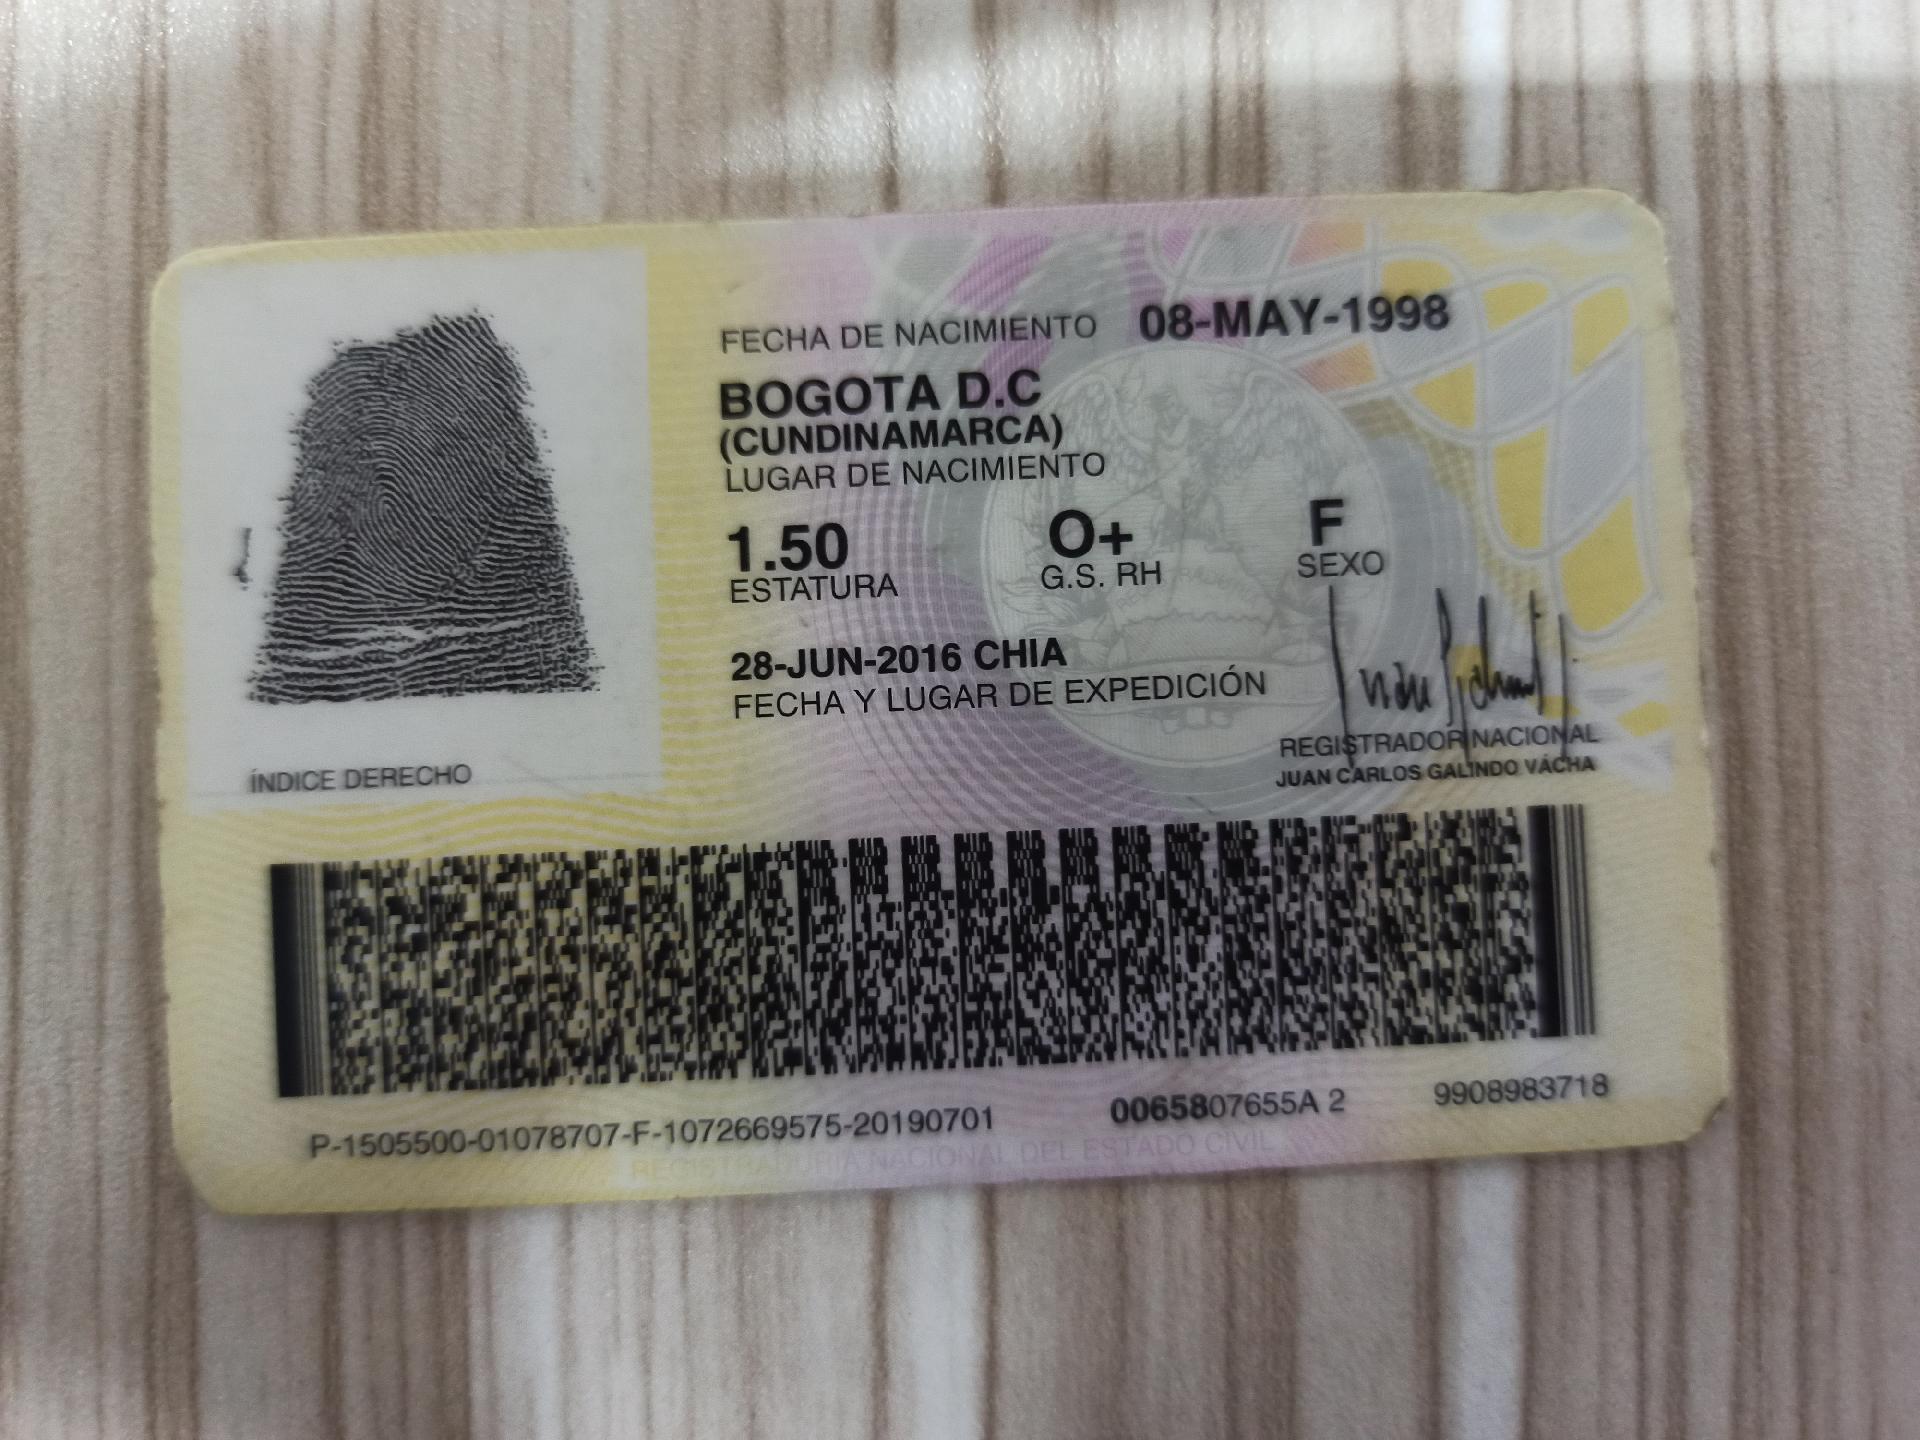 FECHA DE NACIMIENTO 08-MAY-1998
BOGOTA D.C
(CUNDINAMARCA)
LUGAR DE NACIMIENTO
1.50 O+ F
ESTATURA G.S. RH SEXO
28-JUN-2016 CHIA
FECHA Y LUGAR DE EXPEDICIÓN
REGISTRADOR NACIONAL
JUAN CARLOS GALINDO VÁCHA
ÍNDICE DERECHO
P-1505500-01078707-F-1072669575-20190701 0065807655A 2 9908983718
REGISTRADURIA NACIONAL DEL ESTADO CIVIL